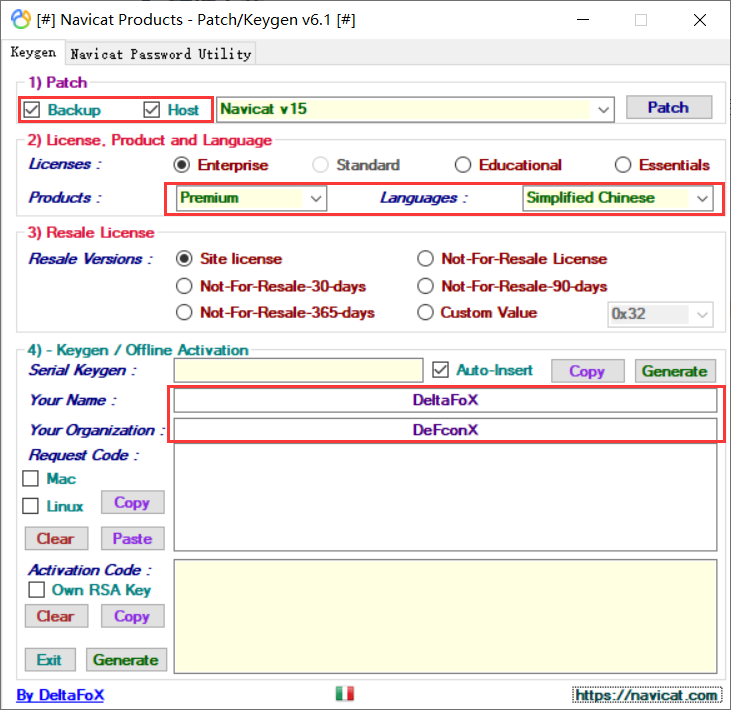 [#] Navicat Products - Patch/Keygen v6.1 [#]
Keygen Navicat Password Utility
1) Patch
Backup Host Navicat v15 Patch
2) License, Product and Language
Licenses : Enterprise Standard Educational Essentials
Products : Premium Languages : Simplified Chinese
3) Resale License
Resale Versions : Site license Not-For-Resale License
Not-For-Resale-30-days Not-For-Resale-90-days
Not-For-Resale-365-days Custom Value 0x32
4) - Keygen / Offline Activation
Serial Keygen : Auto-Insert Copy Generate
Your Name : DeltaFoX
Your Organization : DeFconX
Request Code :
Mac
Linux Copy
Clear Paste
Activation Code :
Own RSA Key
Clear Copy
Exit Generate
By DeltaFoX https://navicat.com